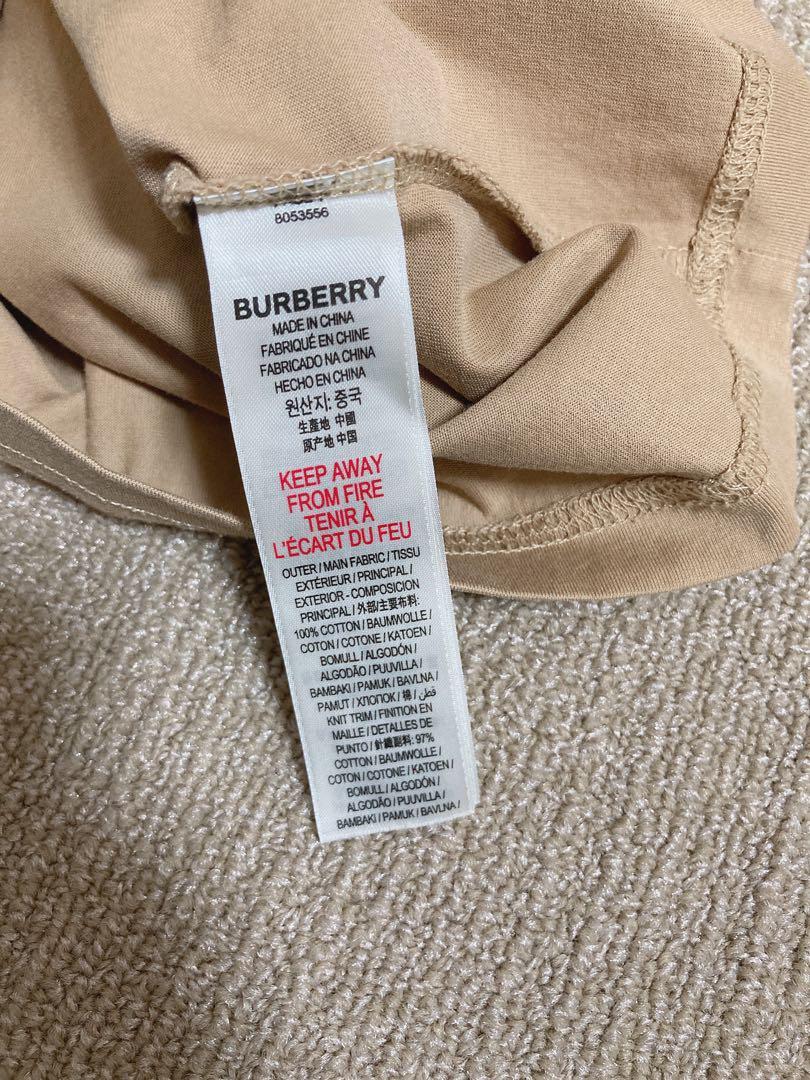 8053556
BURBERRY
MADE IN CHINA
FABRIQUÉ EN CHINE
FABRICADO NA CHINA
HECHO EN CHINA
원산지: 중국
生產地 中國
原产地 中国
KEEP AWAY
FROM FIRE
TENIR À
L'ÉCART DU FEU
OUTER / MAIN FABRIC / TISSU
EXTÉRIEUR / PRINCIPAL /
EXTERIOR - COMPOSICION
PRINCIPAL / 外部/主要布料:
100% COTTON / BAUMWOLLE /
COTON / COTONE / KATOEN /
BOMULL / ALGODÓN /
ALGODÃO / PUUVILLA /
BAMBAKI / PAMUK / BAVLNA /
PAMUT / ХЛОПОК / 棉 / قطن /
KNIT TRIM / FINITION EN
MAILLE / DETALLES DE
PUNTO / 針織副料: 97%
COTTON / BAUMWOLLE /
COTON / COTONE / KATOEN /
BOMULL / ALGODÓN /
ALGODÃO / PUUVILLA /
BAMBAKI / PAMUK / BAVLNA /